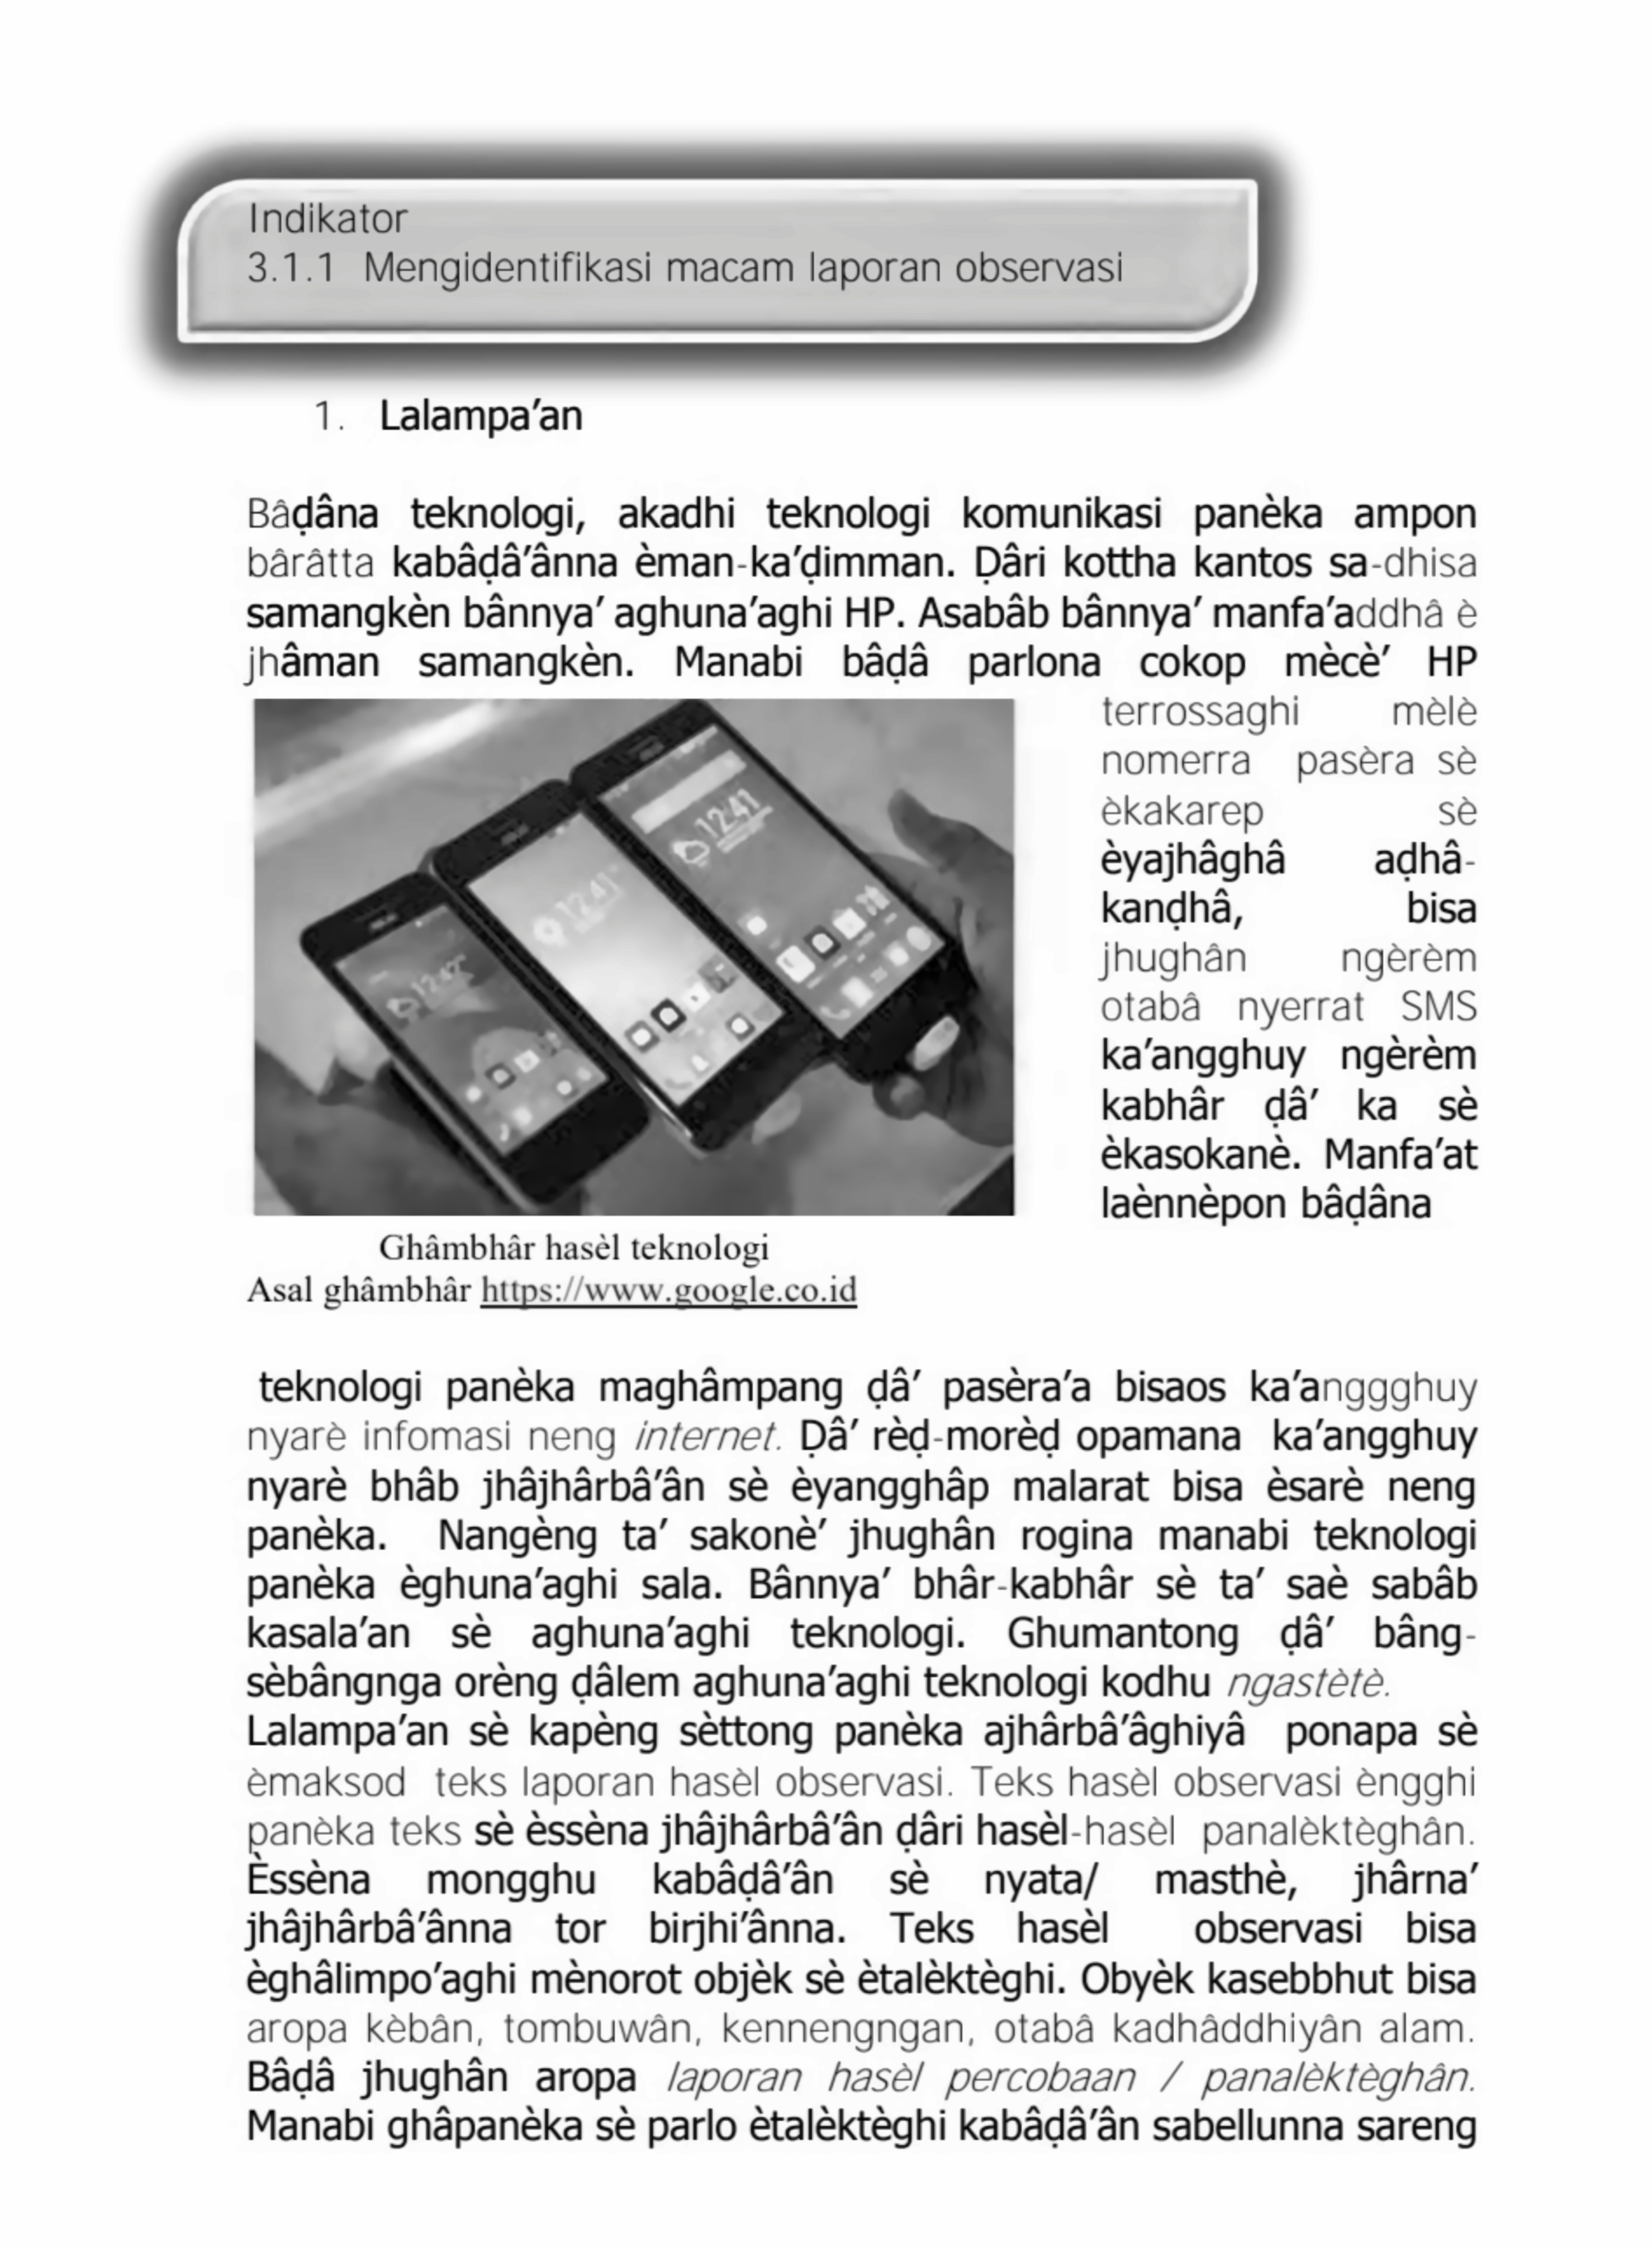 Indikator
3.1.1 Mengidentifikasi macam laporan observasi
1. Lalampa’an
Bâḍâna teknologi, akadhi teknologi komunikasi panèka ampon
bârâtta kabâḍâ’ânna èman-ka’ḍimman. Ḍâri kottha kantos sa-dhisa
samangkèn bânnya’ aghuna’aghi HP. Asabâb bânnya’ manfa’addhâ è
jhâman samangkèn. Manabi bâḍâ parlona cokop mècè’ HP
terrossaghi mèlè
nomerra pasèra sè
èkakarep sè
èyajhâghâ aḍhâ-
kanḍhâ, bisa
jhughân ngèrèm
otabâ nyerrat SMS
ka’angghuy ngèrèm
kabhâr ḍâ’ ka sè
èkasokanè. Manfa’at
laènnèpon bâḍâna
12:42
12:41
12:41
Ghâmbhâr hasèl teknologi
Asal ghâmbhâr https://www.google.co.id
teknologi panèka maghâmpang ḍâ’ pasèra’a bisaos ka’anggghuy
nyarè infomasi neng internet. Ḍâ’ rèḍ-morèḍ opamana ka’angghuy
nyarè bhâb jhâjhârbâ’ân sè èyangghâp malarat bisa èsarè neng
panèka. Nangèng ta’ sakonè’ jhughân rogina manabi teknologi
panèka èghuna’aghi sala. Bânnya’ bhâr-kabhâr sè ta’ saè sabâb
kasala’an sè aghuna’aghi teknologi. Ghumantong ḍâ’ bâng-
sèbângnga orèng ḍâlem aghuna’aghi teknologi kodhu ngastètè.
Lalampa’an sè kapèng sèttong panèka ajhârbâ’âghiyâ ponapa sè
èmaksod teks laporan hasèl observasi. Teks hasèl observasi èngghi
panèka teks sè èssèna jhâjhârbâ’ân ḍâri hasèl-hasèl panalèktèghân.
Èssèna mongghu kabâḍâ’ân sè nyata/ masthè, jhârna’
jhâjhârbâ’ânna tor birjhi’ânna. Teks hasèl observasi bisa
èghâlimpo’aghi mènorot objèk sè ètalèktèghi. Obyèk kasebbhut bisa
aropa kèbân, tombuwân, kennengngan, otabâ kadhâddhiyân alam.
Bâḍâ jhughân aropa laporan hasèl percobaan / panalèktèghân.
Manabi ghâpanèka sè parlo ètalèktèghi kabâḍâ’ân sabellunna sareng